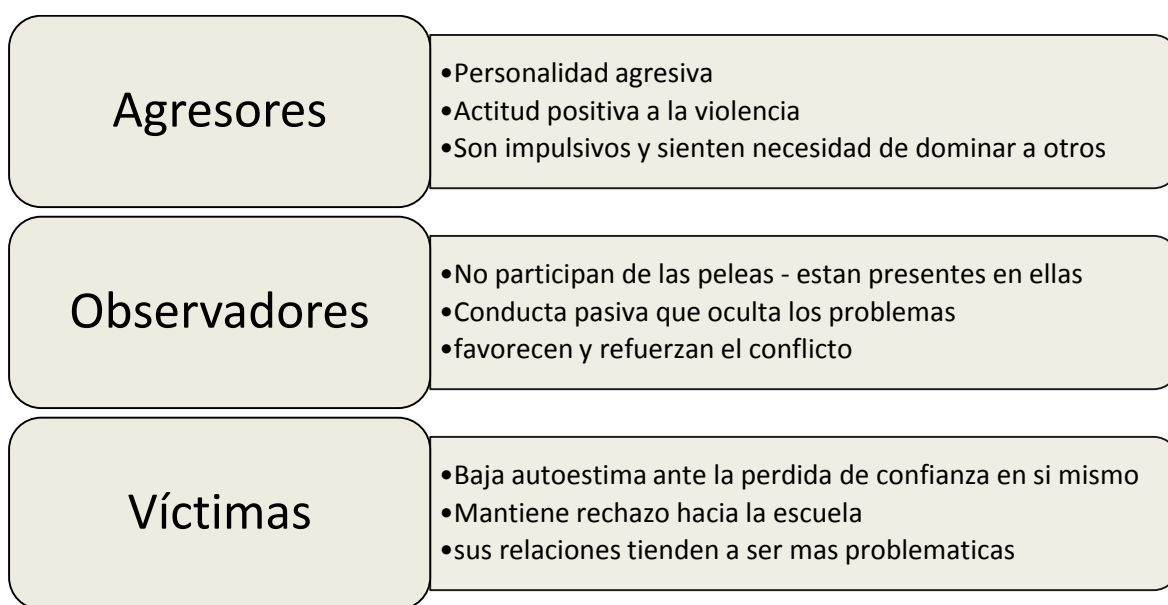 Agresores
•Personalidad agresiva
•Actitud positiva a la violencia
•Son impulsivos y sienten necesidad de dominar a otros
Observadores
•No participan de las peleas - estan presentes en ellas
•Conducta pasiva que oculta los problemas
•favorecen y refuerzan el conflicto
Víctimas
•Baja autoestima ante la perdida de confianza en si mismo
•Mantiene rechazo hacia la escuela
•sus relaciones tienden a ser mas problematicas